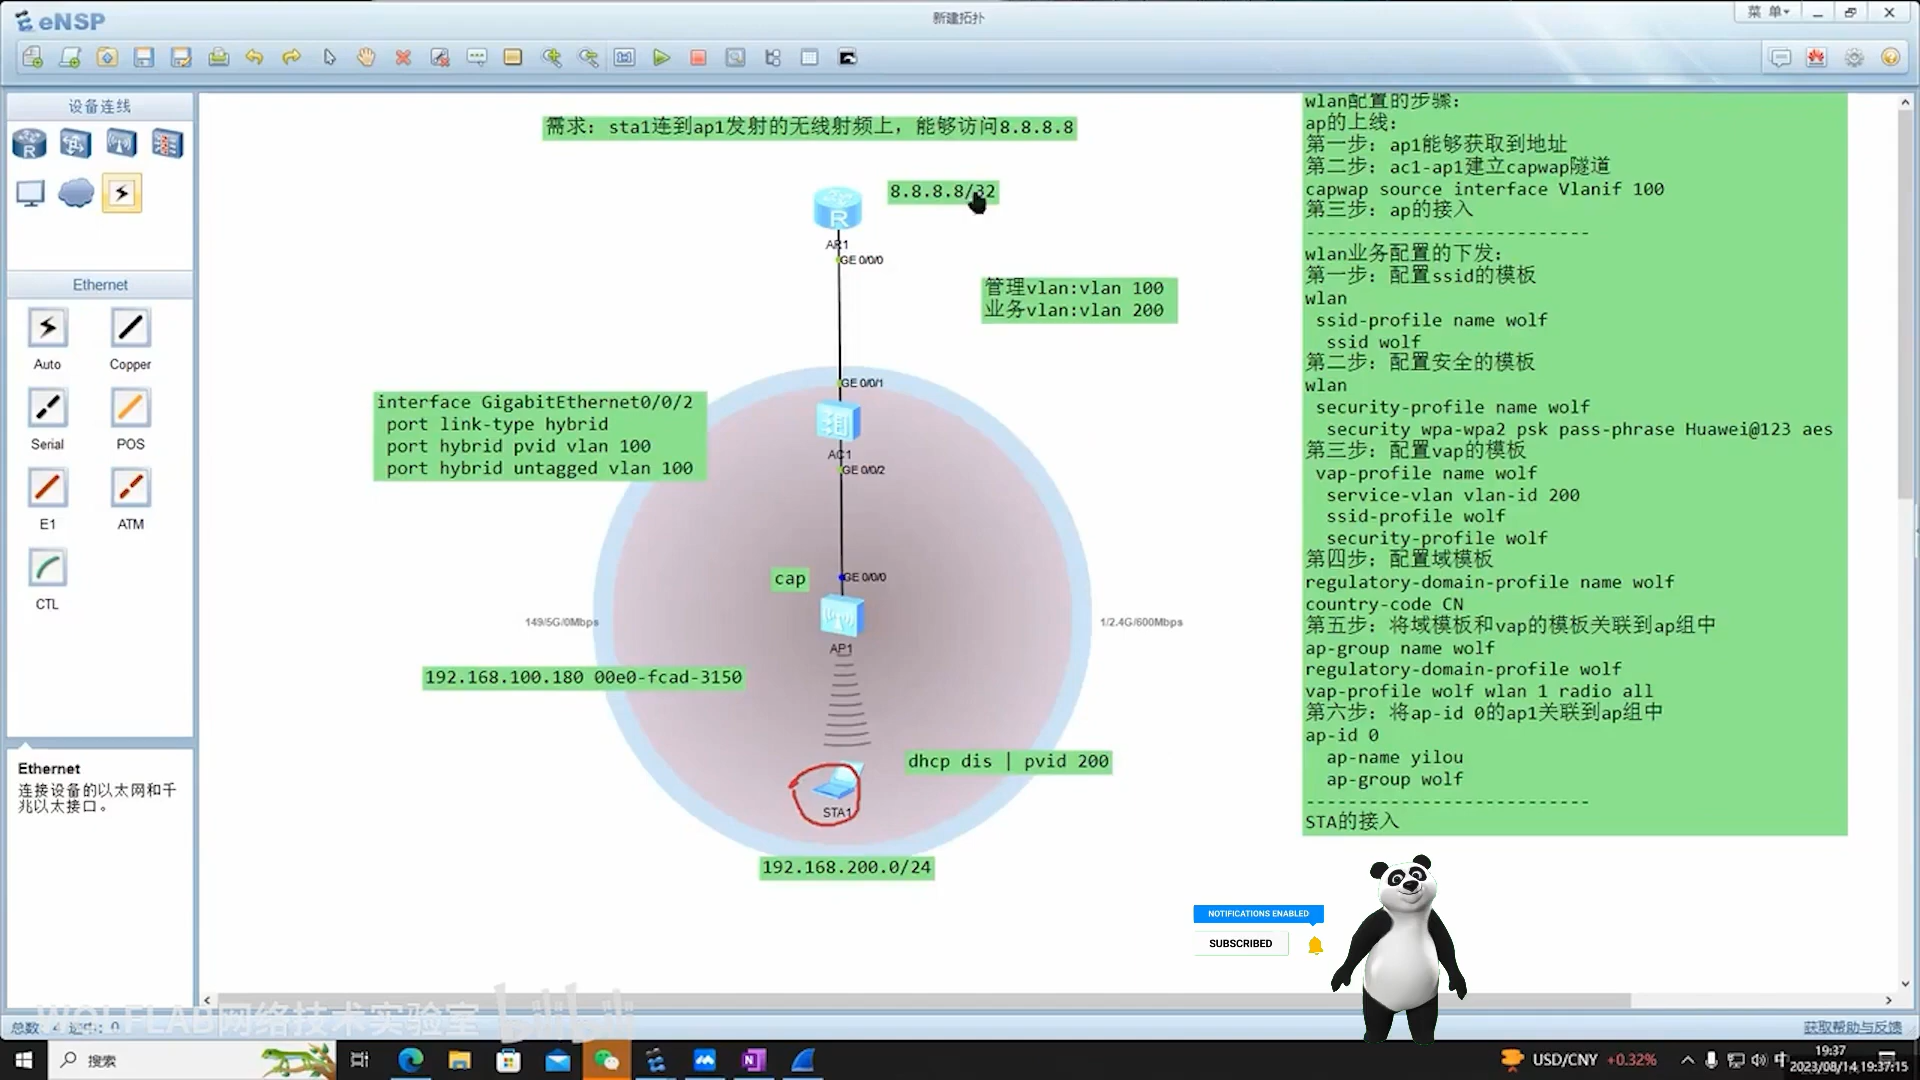 eNSP
新建拓扑
菜 单
设备连线
Ethernet
Auto
Copper
Serial
POS
E1
ATM
CTL
Ethernet
连接设备的以太网和千
兆以太接口。
需求：sta1连到ap1发射的无线射频上，能够访问8.8.8.8
8.8.8.8/32
R
AR1
GE 0/0/0
管理vlan:vlan 100
业务vlan:vlan 200
interface GigabitEthernet0/0/2
port link-type hybrid
port hybrid pvid vlan 100
port hybrid untagged vlan 100
GE 0/0/1
AC1
GE 0/0/2
cap
GE 0/0/0
149/5G/0Mbps
1/2.4G/600Mbps
AP1
192.168.100.180 00e0-fcad-3150
dhcp dis | pvid 200
STA1
192.168.200.0/24
wlan配置的步骤：
ap的上线：
第一步：ap1能够获取到地址
第二步：ac1-ap1建立capwap隧道
capwap source interface Vlanif 100
第三步：ap的接入
---------------------------
wlan业务配置的下发：
第一步：配置ssid的模板
wlan
ssid-profile name wolf
ssid wolf
第二步：配置安全的模板
wlan
security-profile name wolf
security wpa-wpa2 psk pass-phrase Huawei@123 aes
第三步：配置vap的模板
vap-profile name wolf
service-vlan vlan-id 200
ssid-profile wolf
security-profile wolf
第四步：配置域模板
regulatory-domain-profile name wolf
country-code CN
第五步：将域模板和vap的模板关联到ap组中
ap-group name wolf
regulatory-domain-profile wolf
vap-profile wolf wlan 1 radio all
第六步：将ap-id 0的ap1关联到ap组中
ap-id 0
ap-name yilou
ap-group wolf
---------------------------
STA的接入
NOTIFICATIONS ENABLED
SUBSCRIBED
WOLFLAB网络技术实验室
bilibili
获取帮助与反馈
搜索
USD/CNY +0.32%
中
19:37
2023/08/14 19:37:15